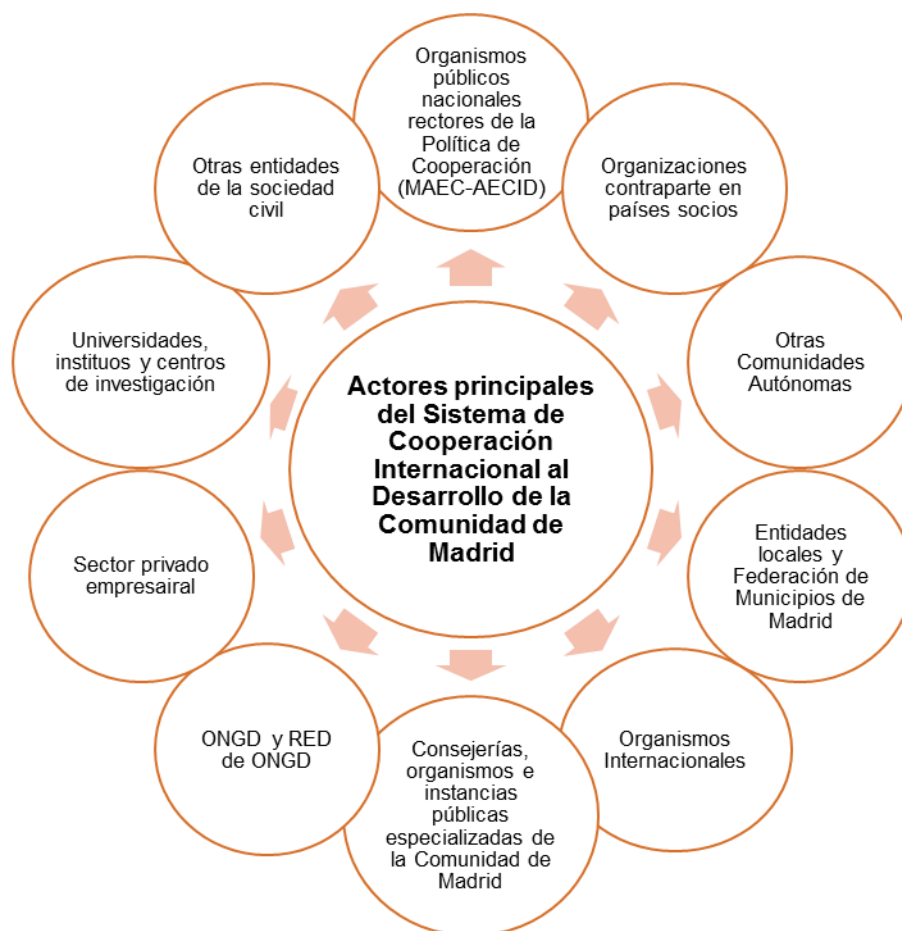 Organismos
públicos
nacionales
rectores de la
Política de
Cooperación
(MAEC-AECID)
Organizaciones
contraparte en
países socios
Otras
Comunidades
Autónomas
Entidades
locales y
Federación de
Municipios de
Madrid
Organismos
Internacionales
Consejerías,
organismos e
instancias
públicas
especializadas de
la Comunidad de
Madrid
ONGD y RED
de ONGD
Sector privado
empresairal
Universidades,
instituos y centros
de investigación
Otras entidades
de la sociedad
civil
Actores principales
del Sistema de
Cooperación
Internacional al
Desarrollo de la
Comunidad de
Madrid